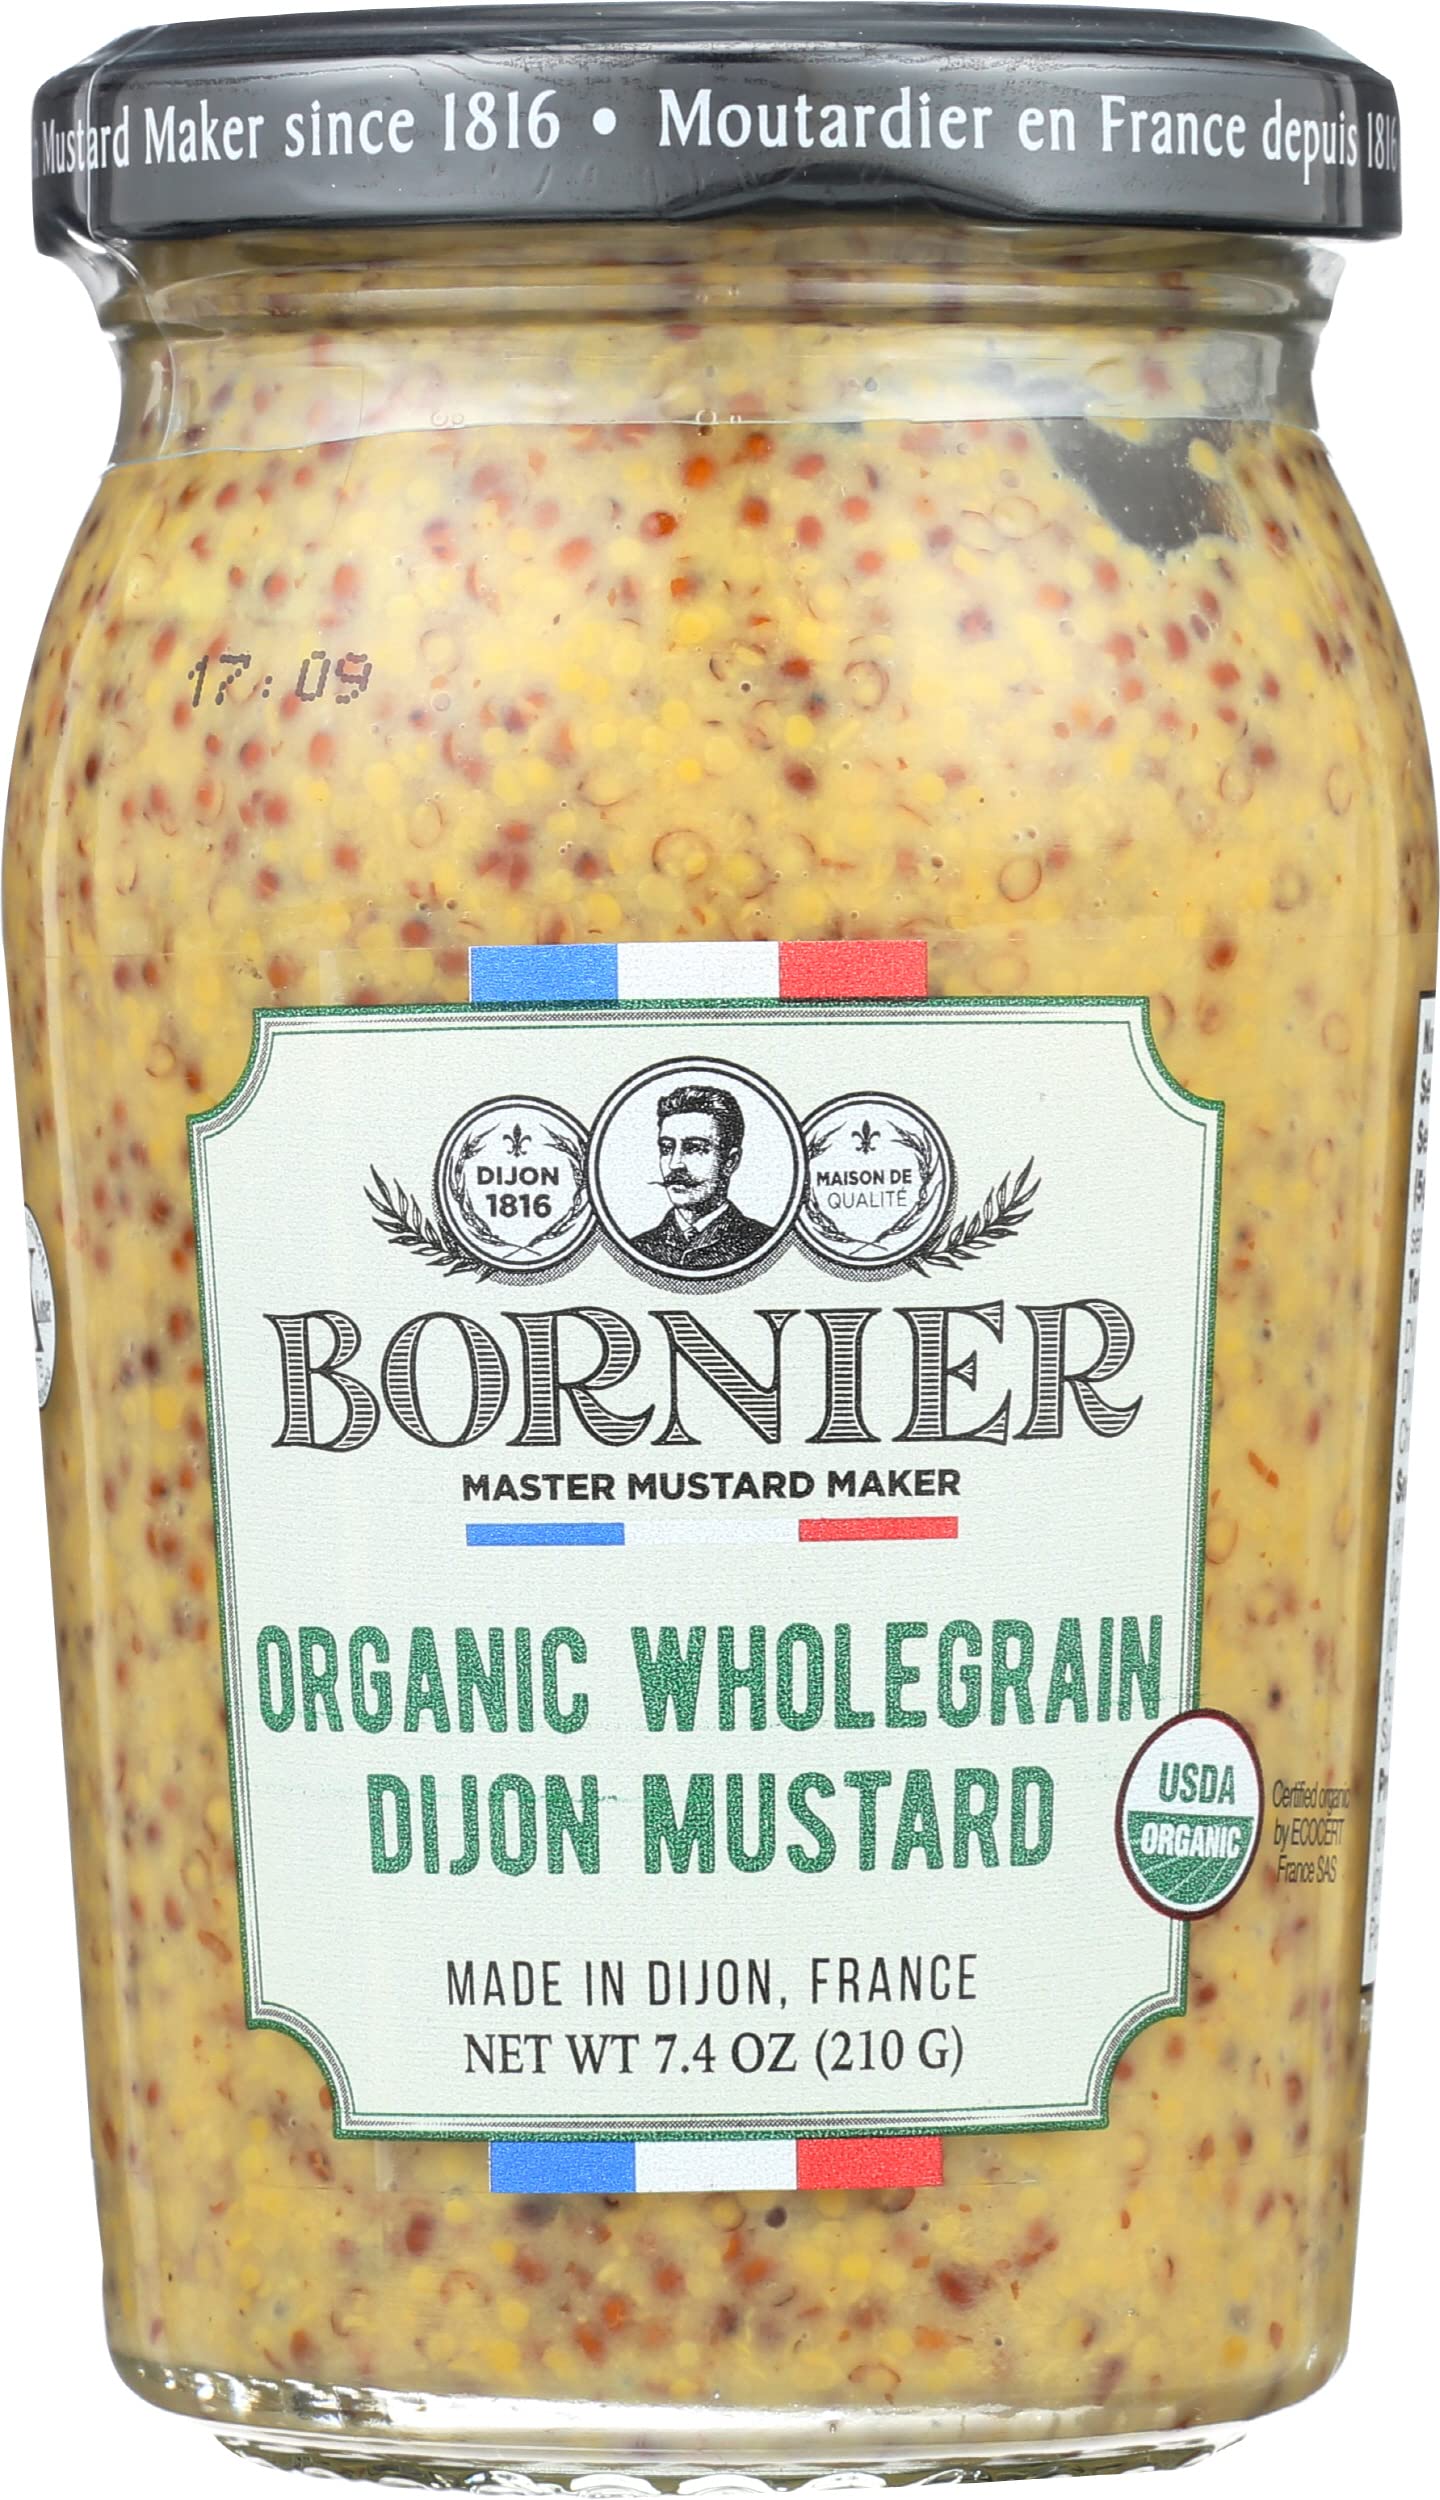 Mustard Maker since 1816 • Moutardier en France depuis 1816
17:09
DIJON
1816
MAISON DE
QUALITÉ
BORNIER
MASTER MUSTARD MAKER
ORGANIC WHOLEGRAIN
DIJON MUSTARD
USDA
ORGANIC
Certified organic
by ECOCERT
France SAS
MADE IN DIJON, FRANCE
NET WT 7.4 OZ (210 G)